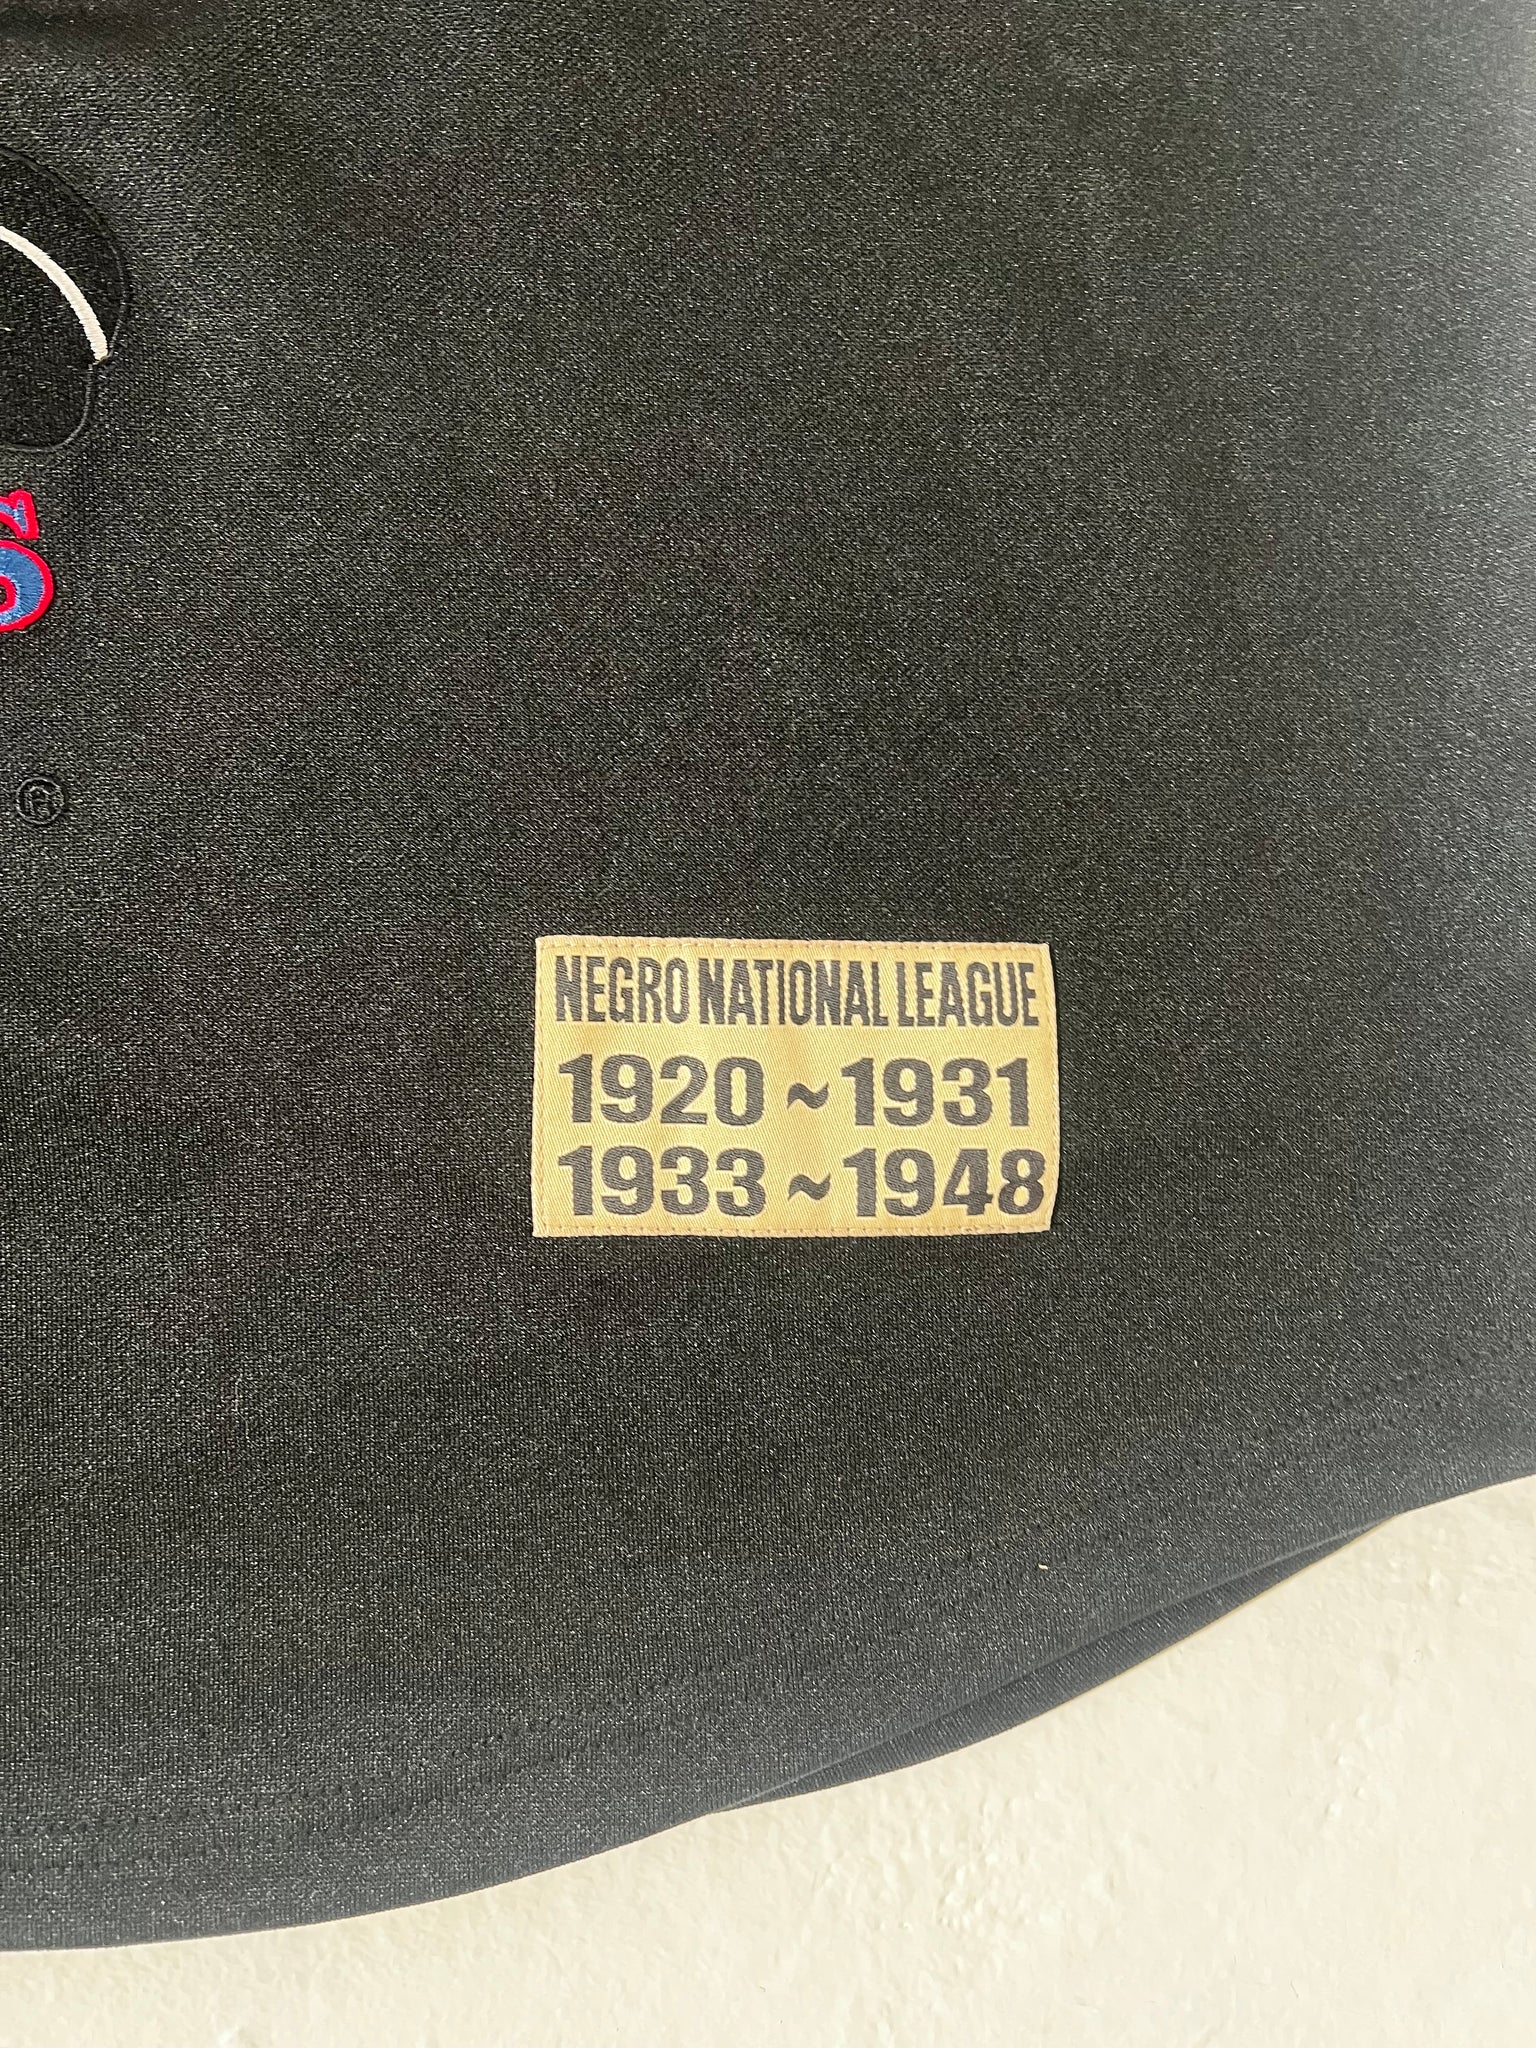 ®
NEGRO NATIONAL LEAGUE
1920~1931
1933~1948